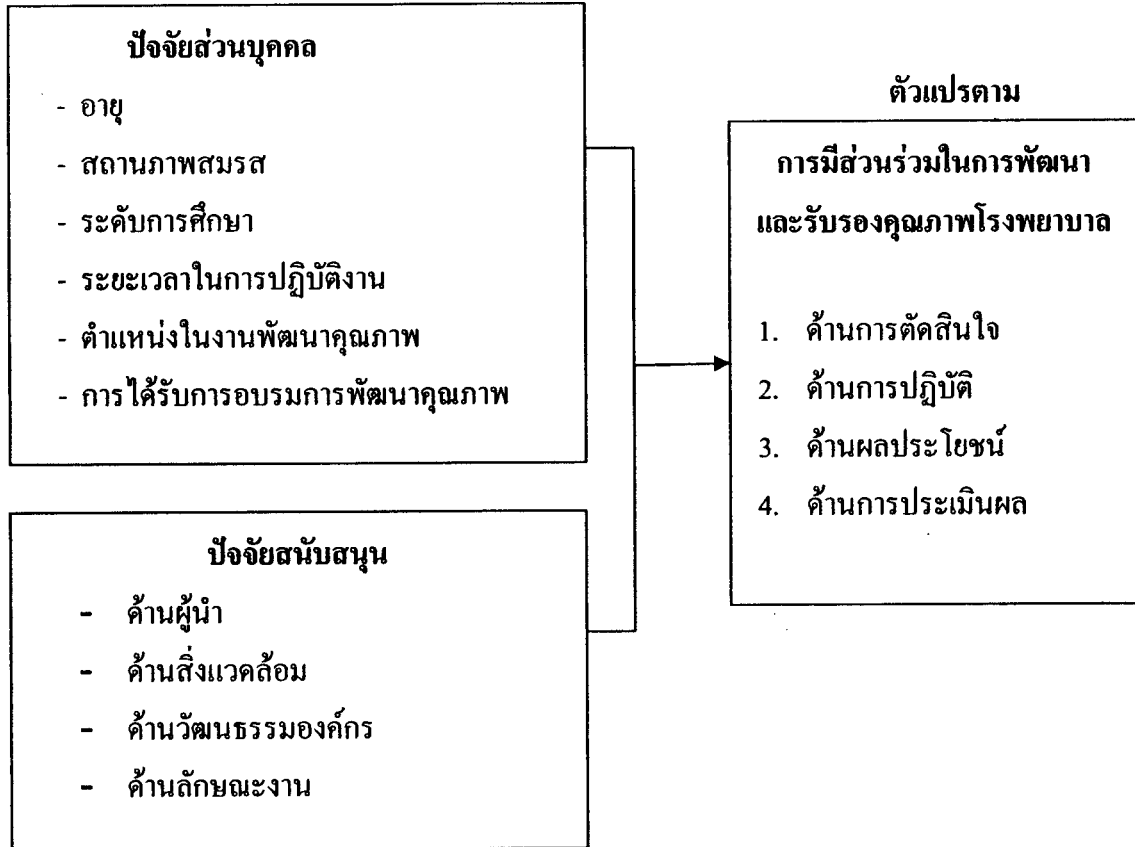 ปัจจัยส่วนบุคคล
- อายุ
- สถานภาพสมรส
- ระดับการศึกษา
- ระยะเวลาในการปฏิบัติงาน
- ตำแหน่งในงานพัฒนาคุณภาพ
- การได้รับการอบรมการพัฒนาคุณภาพ
ปัจจัยสนับสนุน
- ด้านผู้นำ
- ด้านสิ่งแวดล้อม
- ด้านวัฒนธรรมองค์กร
- ด้านลักษณะงาน
ตัวแปรตาม
การมีส่วนร่วมในการพัฒนา
และรับรองคุณภาพโรงพยาบาล
1. ด้านการตัดสินใจ
2. ด้านการปฏิบัติ
3. ด้านผลประโยชน์
4. ด้านการประเมินผล